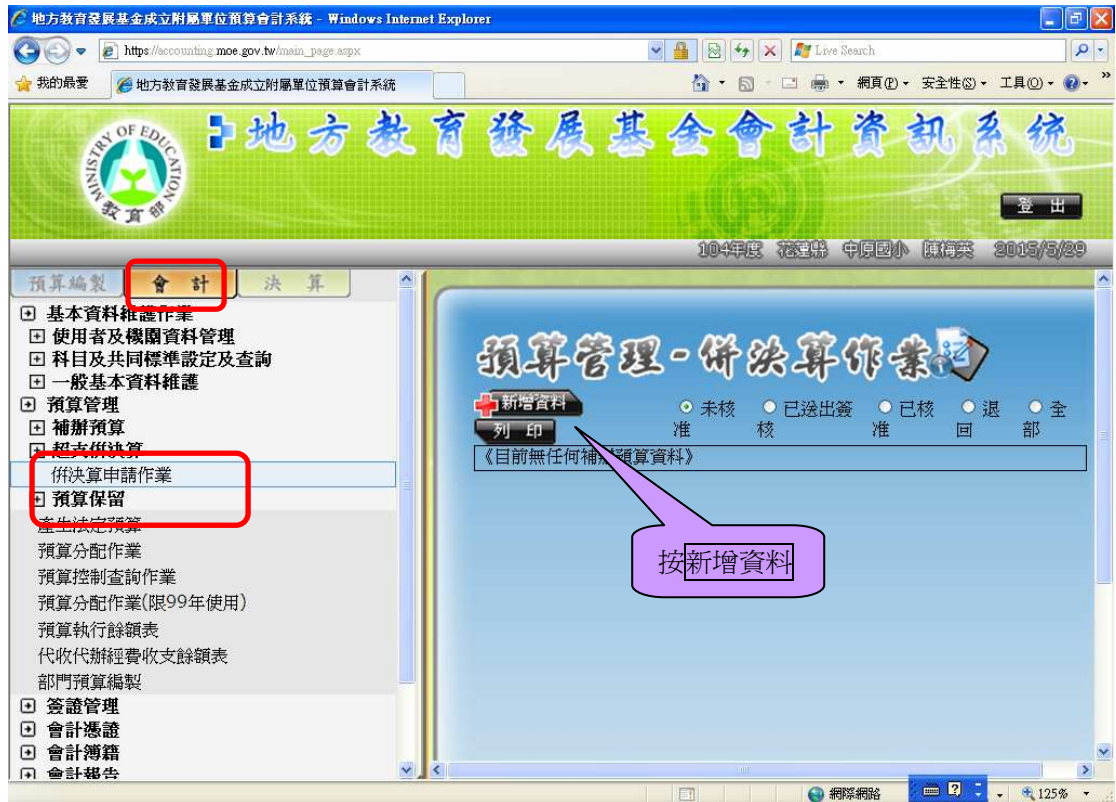 地方教育發展基金成立附屬單位預算會計系統 - Windows Internet Explorer
https://accounting.moe.gov.tw/main_page.aspx
Live Search
我的最愛
地方教育發展基金成立附屬單位預算會計系統
網頁(P)
安全性(S)
工具(O)
MINISTRY OF EDUCATION
教育部
地方教育發展基金會計資訊系統
登 出
104年度 花蓮縣 中原國小 陳梅英 2015/5/29
預算編製
會 計
決 算
基本資料維護作業
使用者及機關資料管理
科目及共同標準設定及查詢
一般基本資料維護
預算管理
補辦預算
超支併決算
併決算申請作業
預算保留
產生法定預算
預算分配作業
預算控制查詢作業
預算分配作業(限99年使用)
預算執行餘額表
代收代辦經費收支餘額表
部門預算編製
簽證管理
會計憑證
會計簿籍
會計報告
預算管理-併決算作業
新增資料
列 印
未核准
已送出簽核
已核准
退回
全部
《目前無任何補辦預算資料》
按新增資料
網際網路
125%